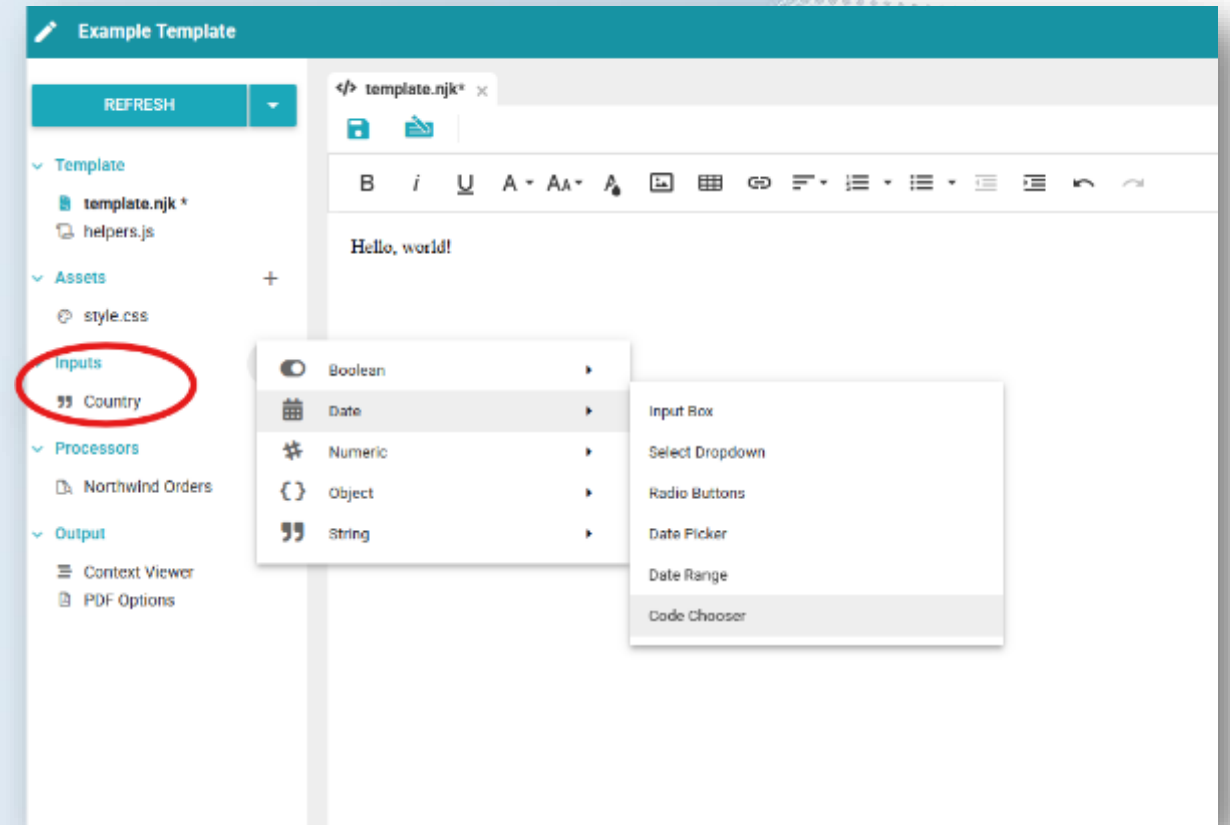 Example Template
REFRESH
Template
template.njk *
helpers.js
Assets +
style.css
Inputs
Country
Processors
Northwind Orders
Output
Context Viewer
PDF Options
</> template.njk* ×
B i U A AA A
Hello, world!
Boolean
Date
Numeric
{} Object
String
Input Box
Select Dropdown
Radio Buttons
Date Picker
Date Range
Code Chooser